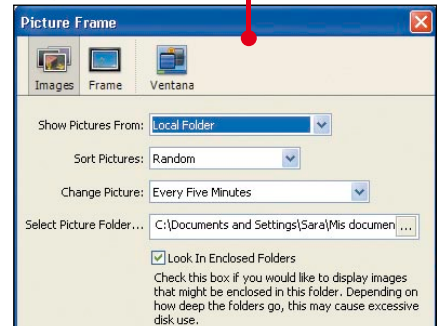 Picture Frame
Images Frame Ventana
Show Pictures From: Local Folder
Sort Pictures: Random
Change Picture: Every Five Minutes
Select Picture Folder... C:\Documents and Settings\Sara\Mis documen ...
Look In Enclosed Folders
Check this box if you would like to display images
that might be enclosed in this folder. Depending on
how deep the folders go, this may cause excessive
disk use.